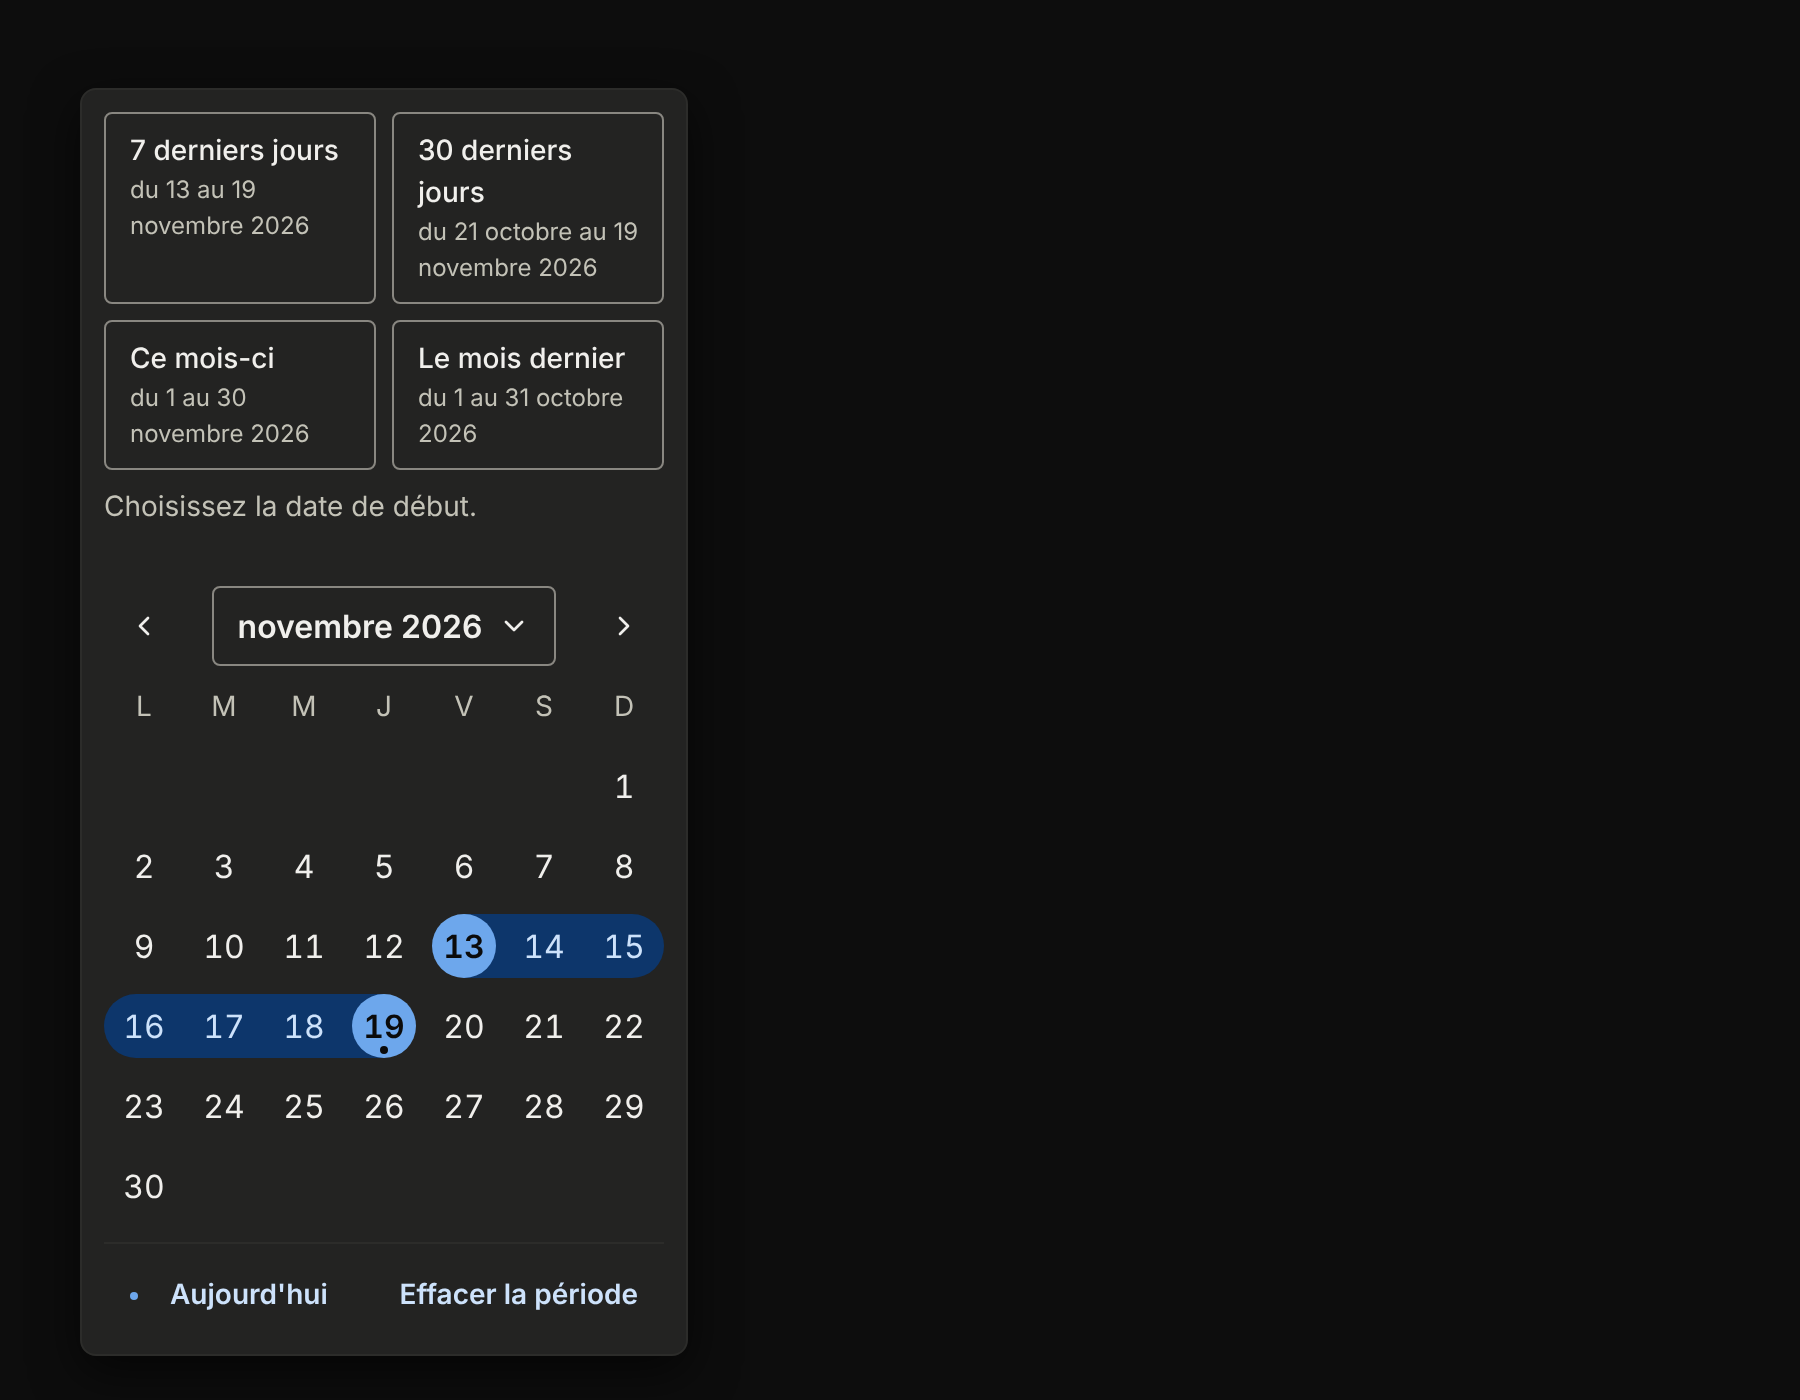 7 derniers jours
du 13 au 19
novembre 2026
30 derniers
jours
du 21 octobre au 19
novembre 2026
Ce mois-ci
du 1 au 30
novembre 2026
Le mois dernier
du 1 au 31 octobre
2026
Choisissez la date de début.
novembre 2026
L M M J V S D
1
2 3 4 5 6 7 8
9 10 11 12 13 14 15
16 17 18 19 20 21 22
23 24 25 26 27 28 29
30
Aujourd'hui Effacer la période